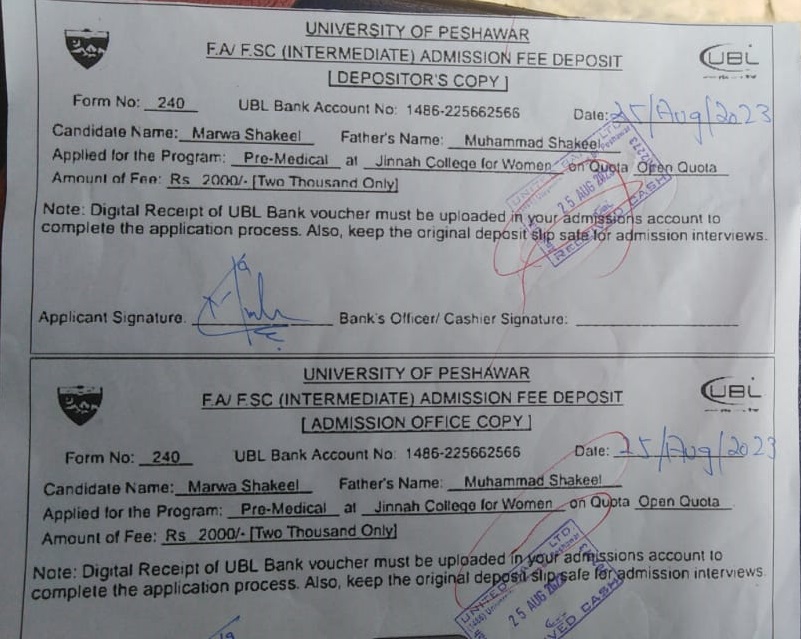 UNIVERSITY OF PESHAWAR
F.A/ F.SC (INTERMEDIATE) ADMISSION FEE DEPOSIT
[ DEPOSITOR'S COPY ]
UBL
Form No: 240 UBL Bank Account No: 1486-225662566 Date: 25/Aug/2023
Candidate Name: Marwa Shakeel Father's Name: Muhammad Shakeel
Applied for the Program: Pre-Medical at Jinnah College for Women on Quota Open Quota
Amount of Fee: Rs 2000/- [Two Thousand Only]
UNITED BANK LTD
25 AUG 2023
RECEIVED CASH
Note: Digital Receipt of UBL Bank voucher must be uploaded in your admissions account to
complete the application process. Also, keep the original deposit slip safe for admission interviews.
Applicant Signature. Bank's Officer/ Cashier Signature:
UNIVERSITY OF PESHAWAR
F.A/ F.SC (INTERMEDIATE) ADMISSION FEE DEPOSIT
[ ADMISSION OFFICE COPY ]
UBL
Form No: 240 UBL Bank Account No: 1486-225662566 Date: 25/Aug/2023
Candidate Name: Marwa Shakeel Father's Name: Muhammad Shakeel
Applied for the Program: Pre-Medical at Jinnah College for Women on Quota Open Quota
Amount of Fee: Rs 2000/- [Two Thousand Only]
Note: Digital Receipt of UBL Bank voucher must be uploaded in your admissions account to
complete the application process. Also, keep the original deposit slip safe for admission interviews.
UNITED LTD
25 AUG
CASH